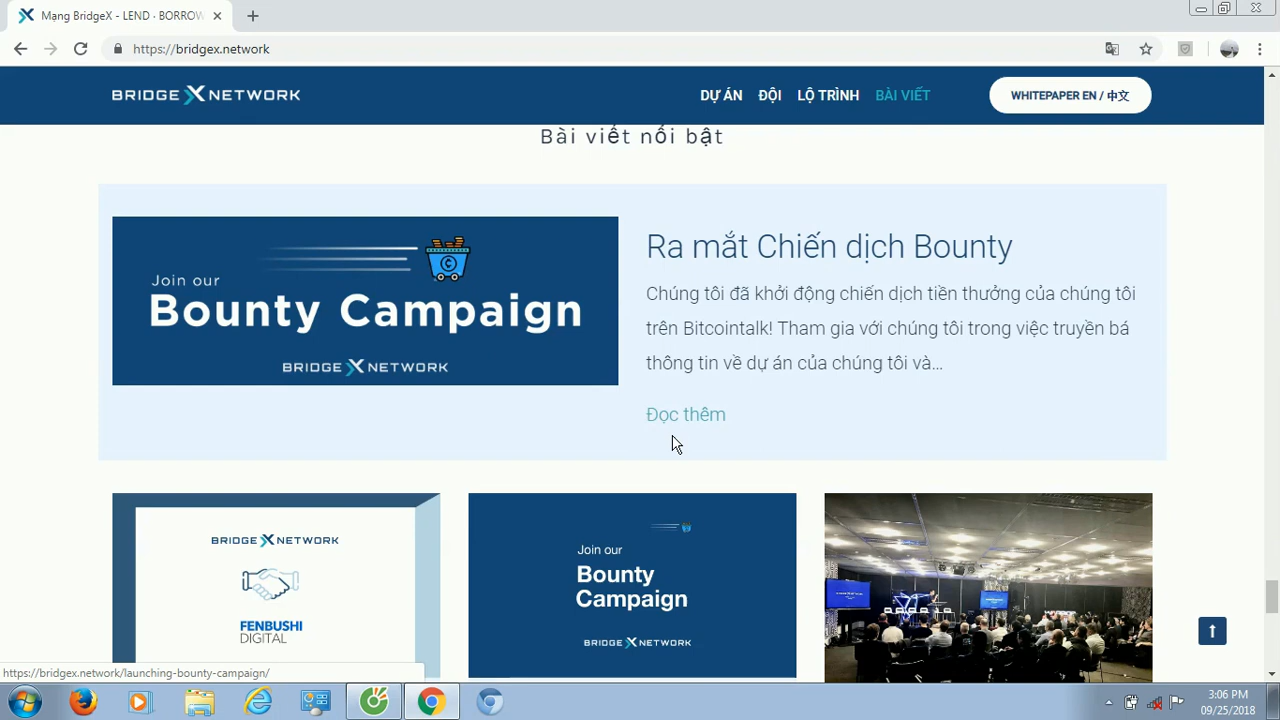 Mạng BridgeX - LEND · BORROW
https://bridgex.network
BRIDGE X NETWORK
DỰ ÁN
ĐỘI
LỘ TRÌNH
BÀI VIẾT
WHITEPAPER EN / 中文
Bài viết nổi bật
Join our
Bounty Campaign
BRIDGE X NETWORK
Ra mắt Chiến dịch Bounty
Chúng tôi đã khởi động chiến dịch tiền thưởng của chúng tôi
trên Bitcointalk! Tham gia với chúng tôi trong việc truyền bá
thông tin về dự án của chúng tôi và...
Đọc thêm
BRIDGE X NETWORK
FENBUSHI
DIGITAL
Join our
Bounty
Campaign
BRIDGE X NETWORK
https://bridgex.network/launching-bounty-campaign/
3:06 PM
09/25/2018